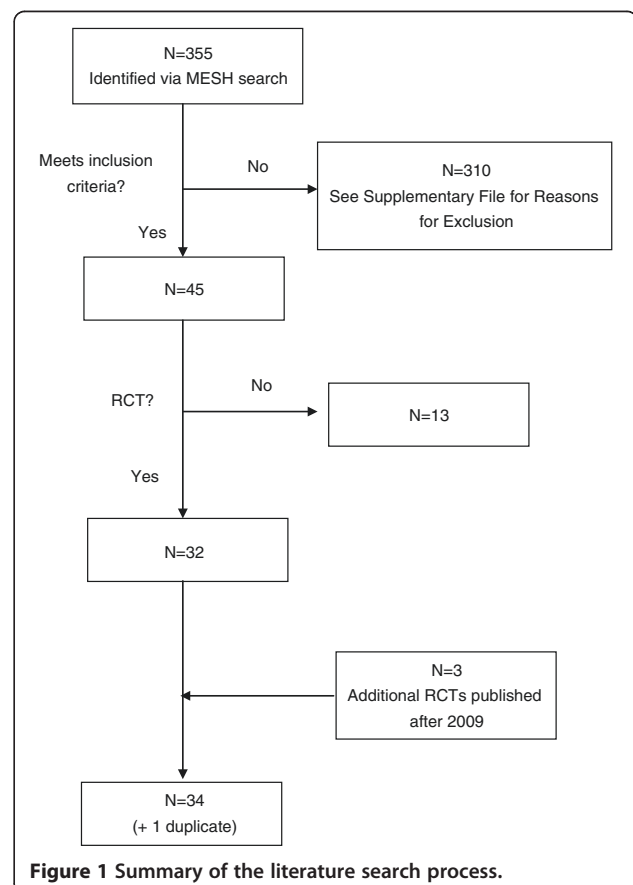 N=355
Identified via MESH search
Meets inclusion
criteria?
No
N=310
See Supplementary File for Reasons
for Exclusion
Yes
N=45
RCT?
No
N=13
Yes
N=32
N=3
Additional RCTs published
after 2009
N=34
(+ 1 duplicate)
Figure 1 Summary of the literature search process.